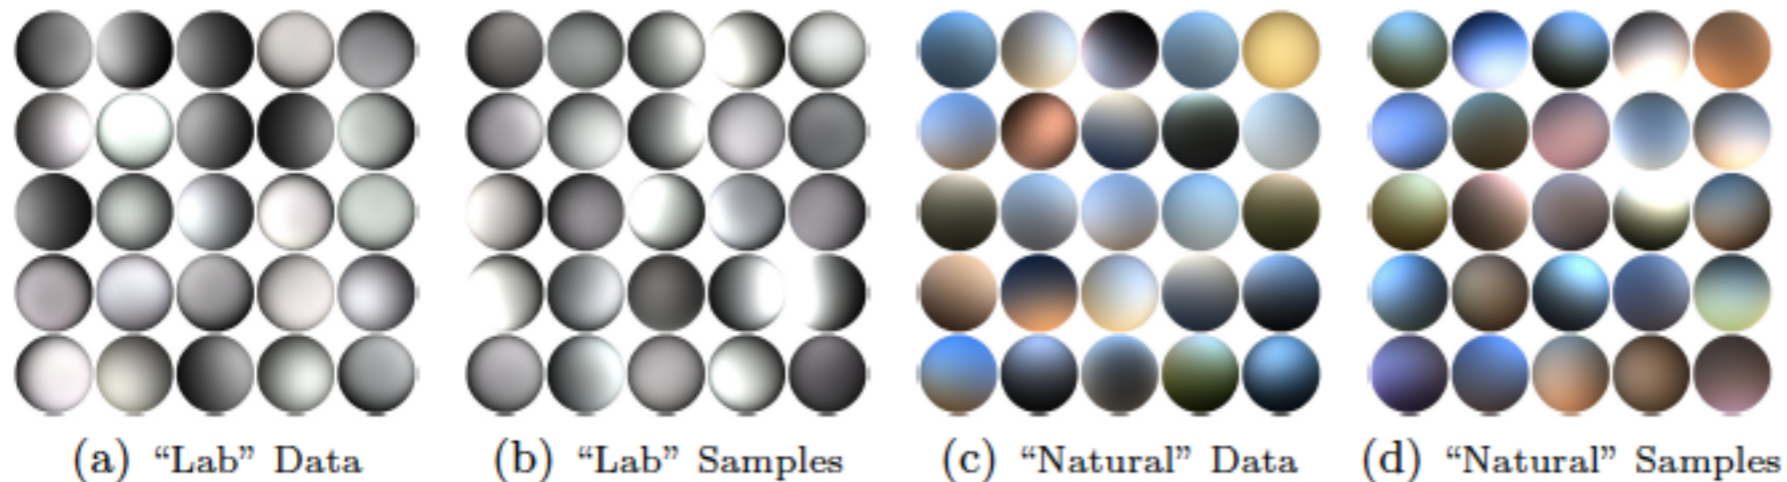 (a) “Lab” Data
(b) “Lab” Samples
(c) “Natural” Data
(d) “Natural” Samples